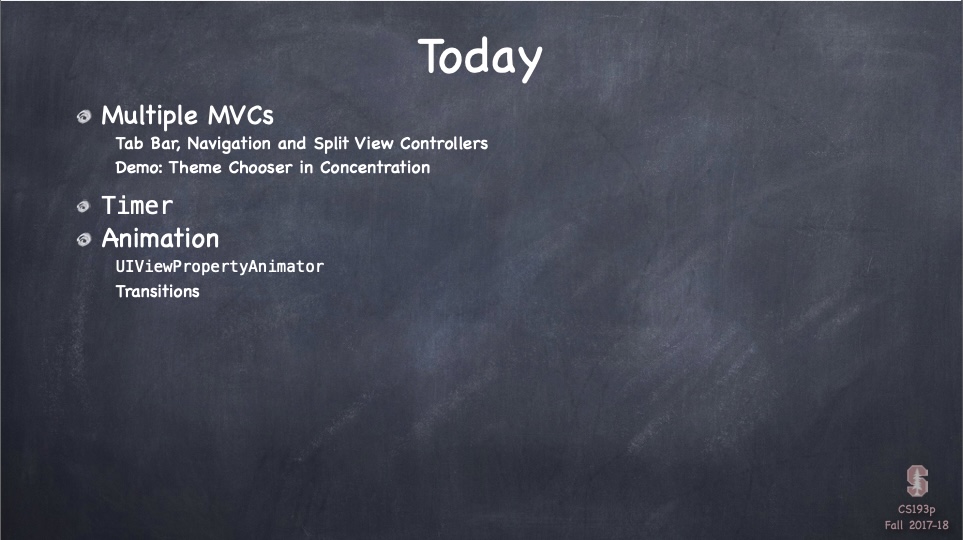 Today
Multiple MVCs
Tab Bar, Navigation and Split View Controllers
Demo: Theme Chooser in Concentration
Timer
Animation
UIViewPropertyAnimator
Transitions
S
CS193p
Fall 2017-18